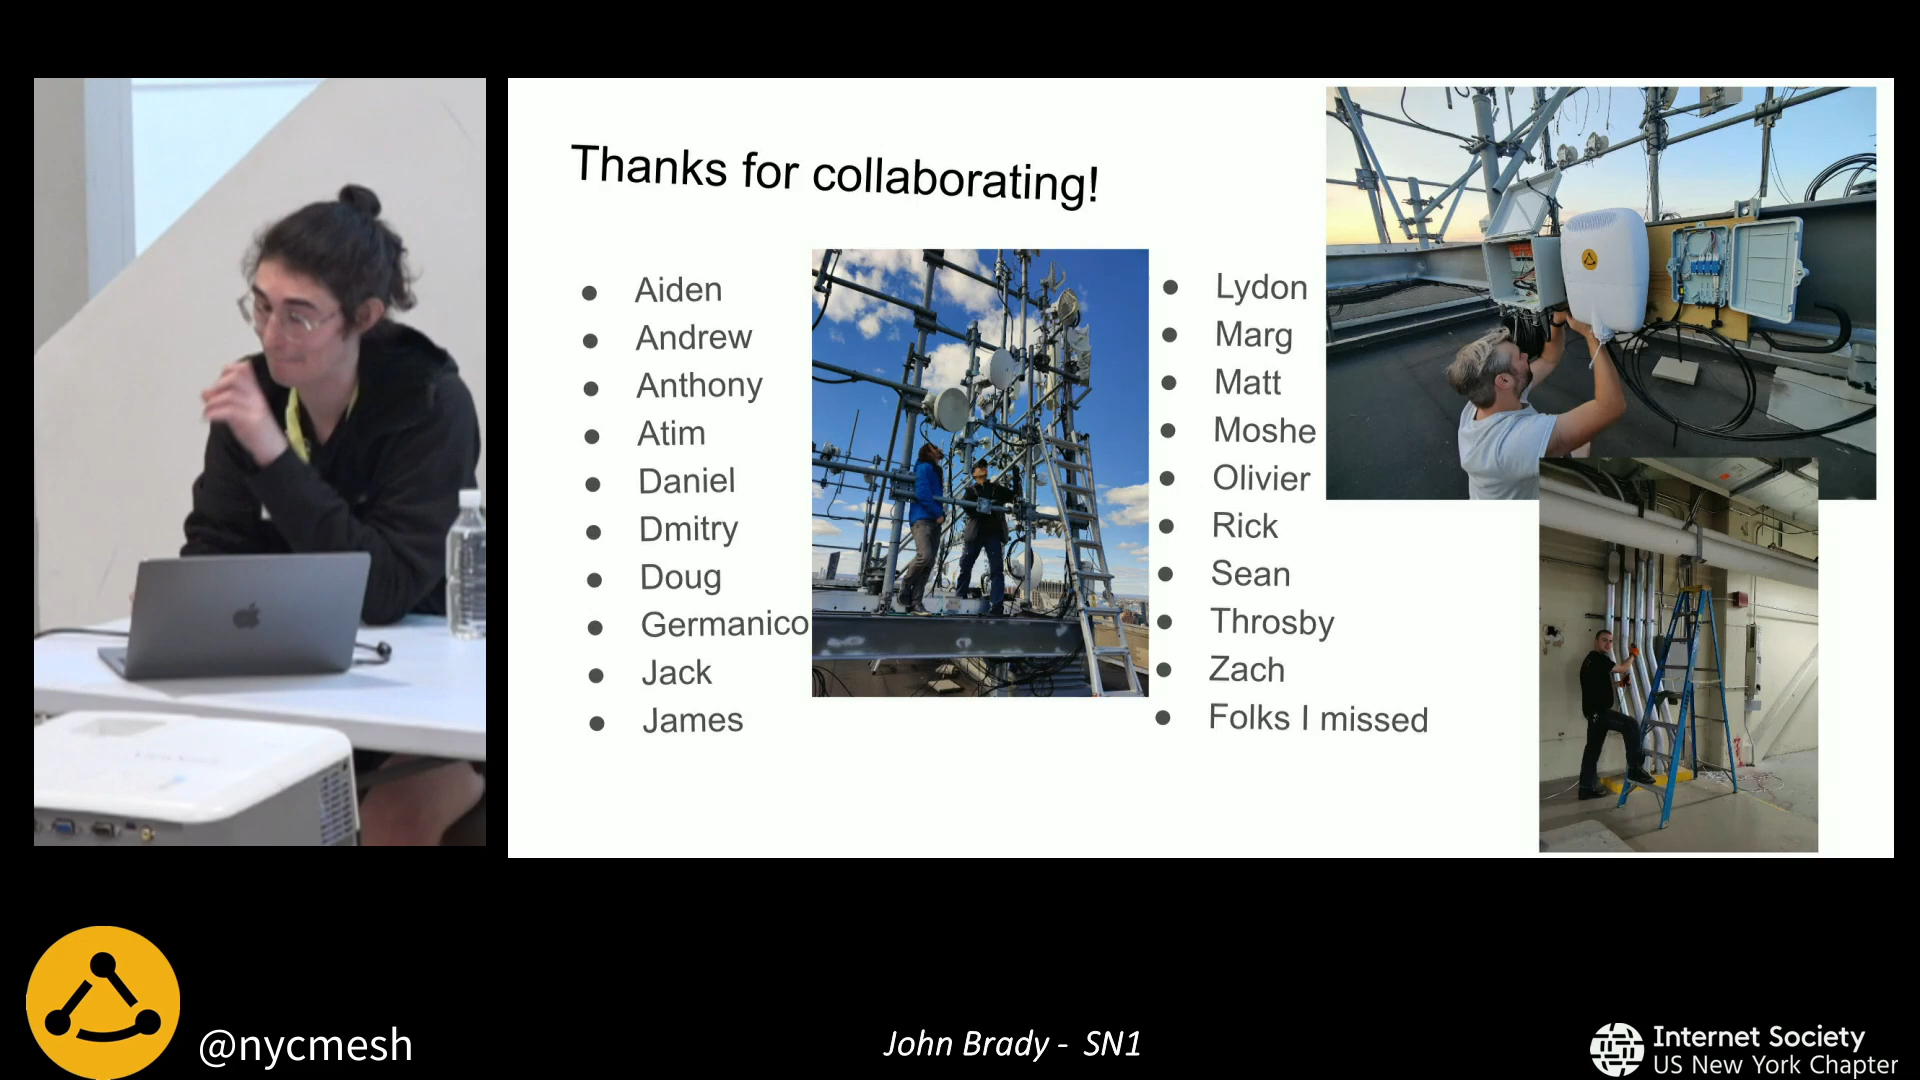 Thanks for collaborating!
Aiden
Andrew
Anthony
Atim
Daniel
Dmitry
Doug
Germanico
Jack
James
Lydon
Marg
Matt
Moshe
Olivier
Rick
Sean
Throsby
Zach
Folks I missed
@nycmesh
John Brady - SN1
Internet Society
US New York Chapter